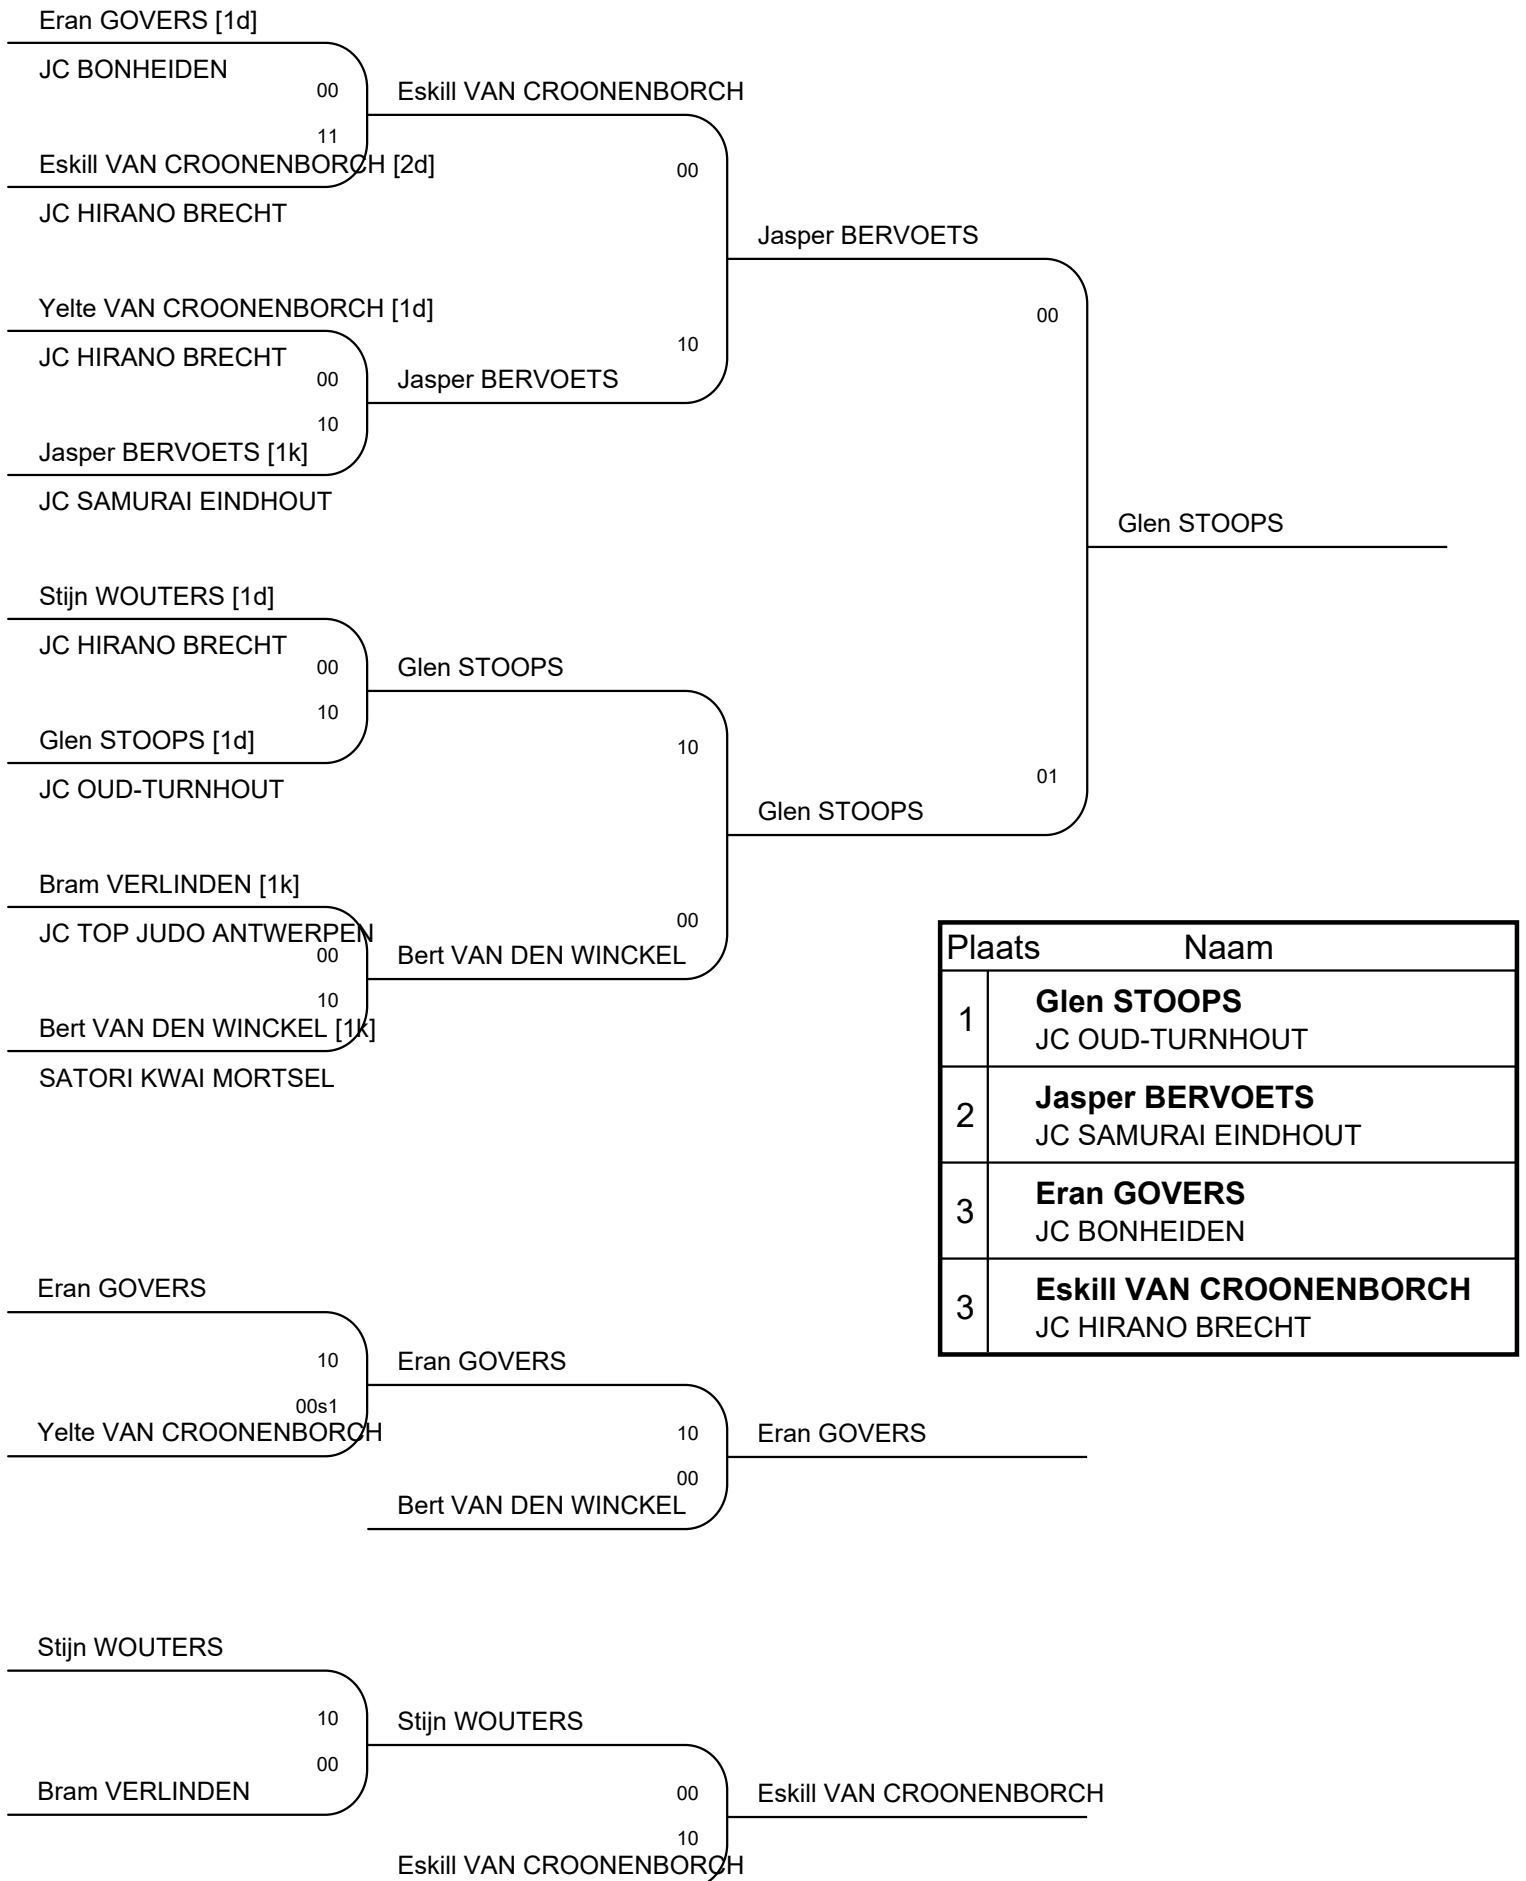 Eran GOVERS [1d]
JC BONHEIDEN
00
Eskill VAN CROONENBORCH
11
Eskill VAN CROONENBORCH [2d]
00
JC HIRANO BRECHT
Jasper BERVOETS
Yelte VAN CROONENBORCH [1d]
00
10
JC HIRANO BRECHT
00
Jasper BERVOETS
10
Jasper BERVOETS [1k]
JC SAMURAI EINDHOUT
Glen STOOPS
Stijn WOUTERS [1d]
JC HIRANO BRECHT
00
Glen STOOPS
10
Glen STOOPS [1d]
10
01
JC OUD-TURNHOUT
Glen STOOPS
Bram VERLINDEN [1k]
00
JC TOP JUDO ANTWERPEN
00
Bert VAN DEN WINCKEL
10
Bert VAN DEN WINCKEL [1k]
SATORI KWAI MORTSEL
Plaats Naam
1 Glen STOOPS
JC OUD-TURNHOUT
2 Jasper BERVOETS
JC SAMURAI EINDHOUT
3 Eran GOVERS
JC BONHEIDEN
3 Eskill VAN CROONENBORCH
JC HIRANO BRECHT
Eran GOVERS
10
Eran GOVERS
00s1
Yelte VAN CROONENBORCH
10
Eran GOVERS
00
Bert VAN DEN WINCKEL
Stijn WOUTERS
10
Stijn WOUTERS
00
Bram VERLINDEN
00
Eskill VAN CROONENBORCH
10
Eskill VAN CROONENBORCH